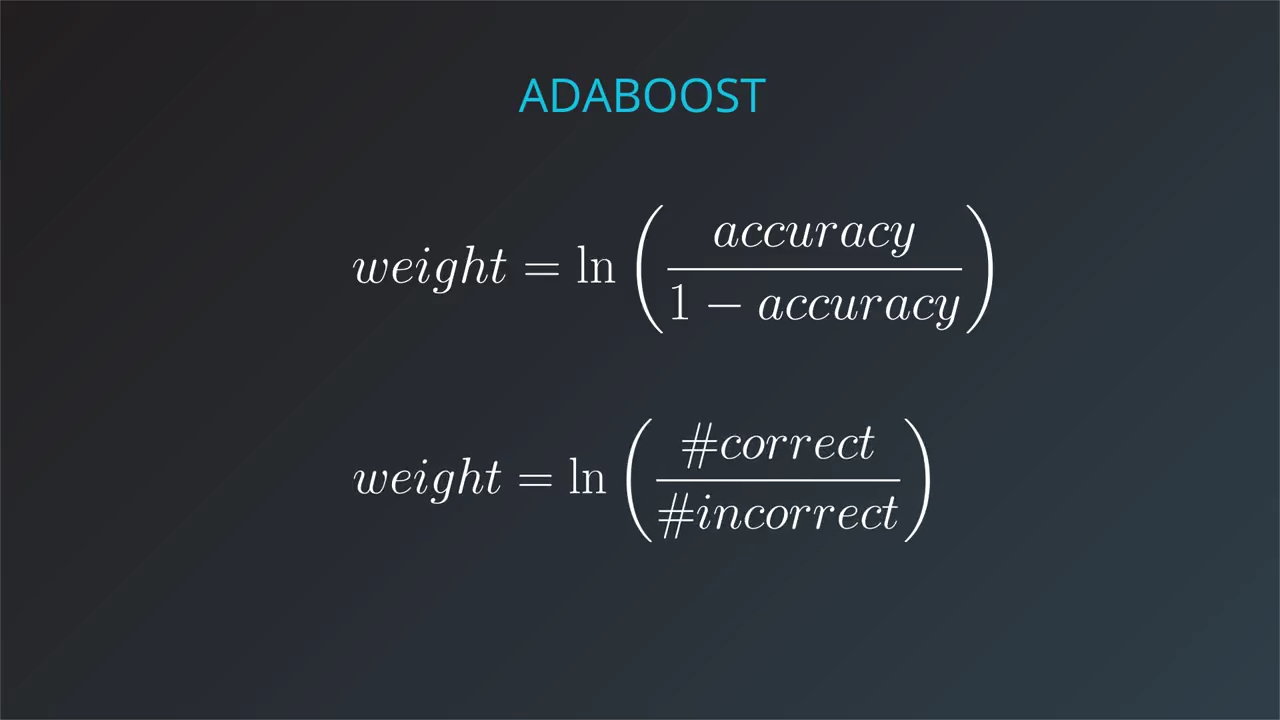 ADABOOST
weight = ln ( accuracy / 1 − accuracy )
weight = ln ( #correct / #incorrect )